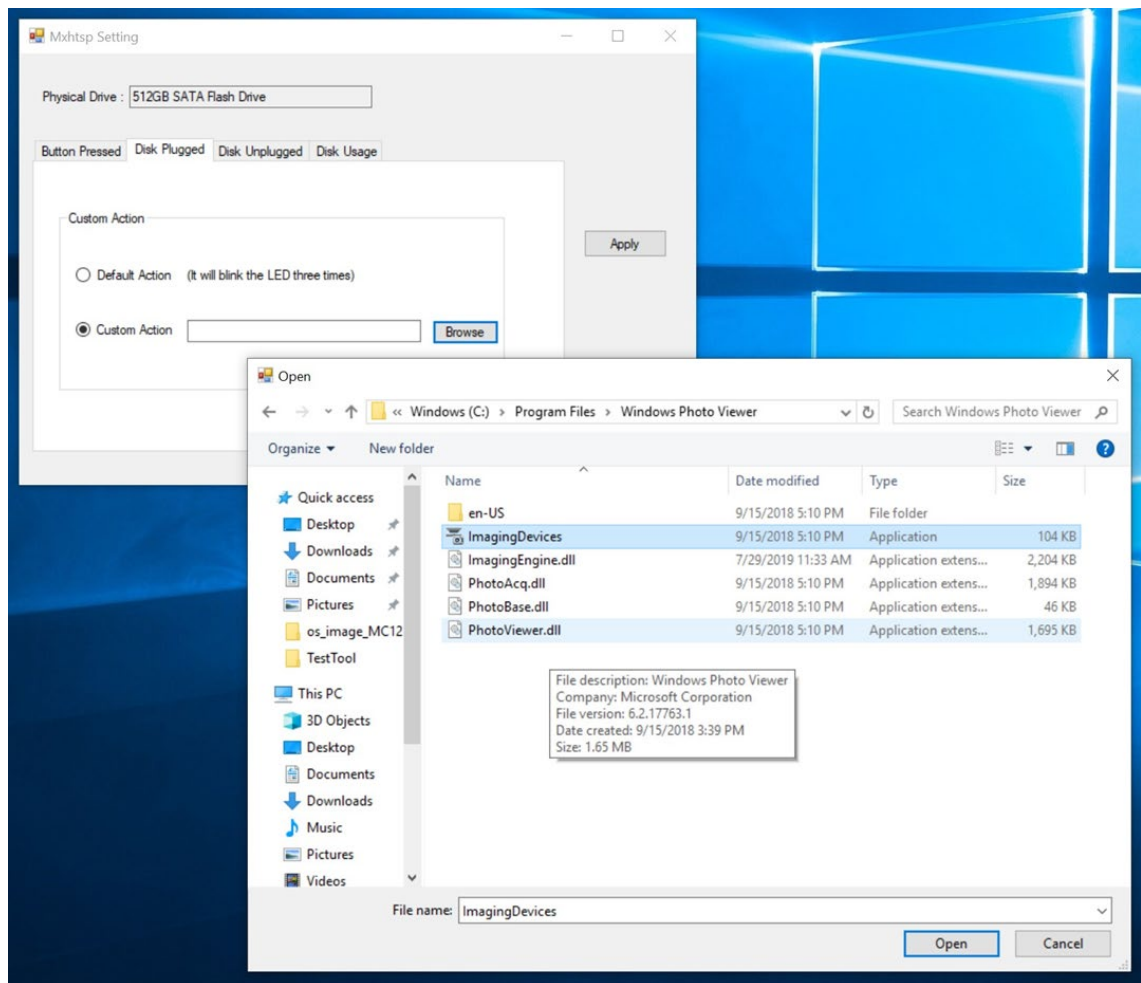 Mxhtsp Setting
Physical Drive : 512GB SATA Flash Drive
Button Pressed Disk Plugged Disk Unplugged Disk Usage
Custom Action
Apply
Default Action (It will blink the LED three times)
Custom Action Browse
Open
« Windows (C:) > Program Files > Windows Photo Viewer Search Windows Photo Viewer
Organize New folder
Name Date modified Type Size
Quick access
Desktop
Downloads
Documents
Pictures
os_image_MC12
TestTool
This PC
3D Objects
Desktop
Documents
Downloads
Music
Pictures
Videos
en-US 9/15/2018 5:10 PM File folder
ImagingDevices 9/15/2018 5:10 PM Application 104 KB
ImagingEngine.dll 7/29/2019 11:33 AM Application extens... 2,204 KB
PhotoAcq.dll 9/15/2018 5:10 PM Application extens... 1,894 KB
PhotoBase.dll 9/15/2018 5:10 PM Application extens... 46 KB
PhotoViewer.dll 9/15/2018 5:10 PM Application extens... 1,695 KB
File description: Windows Photo Viewer
Company: Microsoft Corporation
File version: 6.2.17763.1
Date created: 9/15/2018 3:39 PM
Size: 1.65 MB
File name: ImagingDevices
Open Cancel